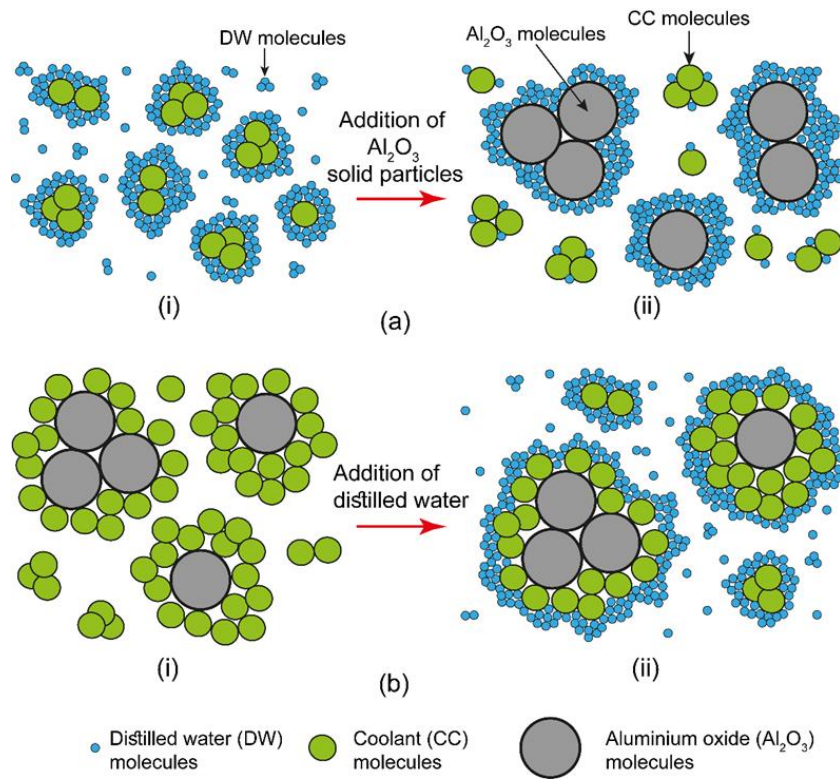 DW molecules
Al2O3 molecules
CC molecules
Addition of
Al2O3
solid particles
(i)
(ii)
(a)
Addition of
distilled water
(i)
(ii)
(b)
Distilled water (DW)
molecules
Coolant (CC)
molecules
Aluminium oxide (Al2O3)
molecules